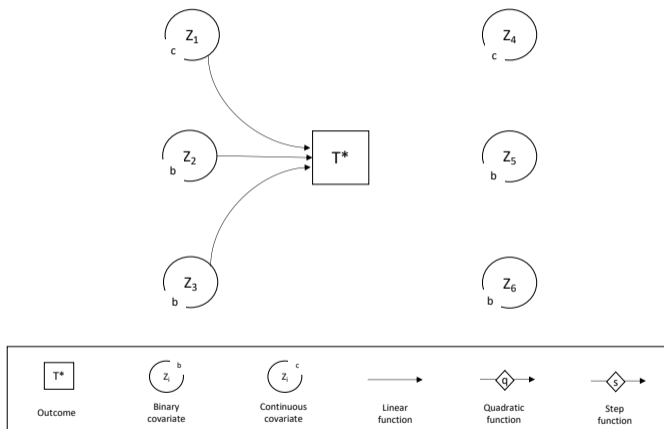 Z1
c
Z4
c
Z2
b
T*
Z5
b
Z3
b
Z6
b
T*
Zi
b
Zi
c
q
s
Outcome
Binary
covariate
Continuous
covariate
Linear
function
Quadratic
function
Step
function